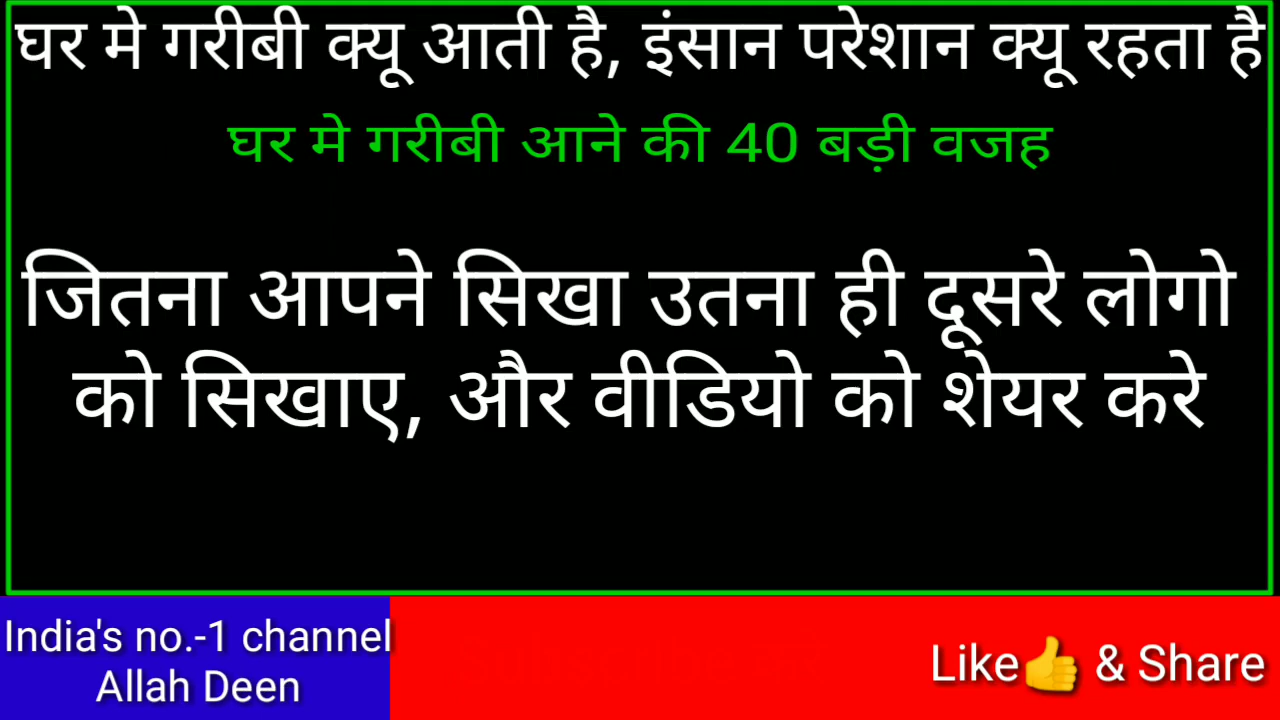 घर मे गरीबी क्यू आती है, इंसान परेशान क्यू रहता है
घर मे गरीबी आने की 40 बड़ी वजह
जितना आपने सिखा उतना ही दूसरे लोगो
को सिखाए, और वीडियो को शेयर करे
India's no.-1 channel
Allah Deen
Like👍 & Share